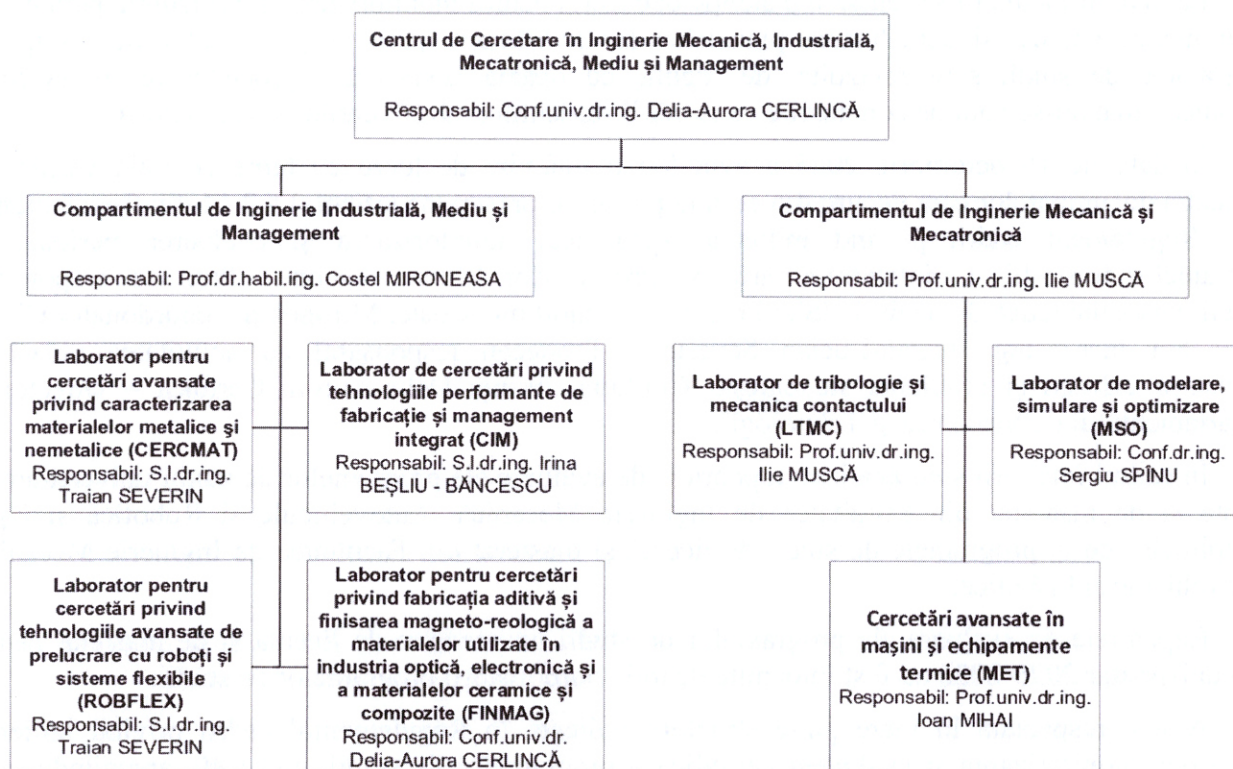 Centrul de Cercetare în Inginerie Mecanică, Industrială,
Mecatronică, Mediu și Management
Responsabil: Conf.univ.dr.ing. Delia-Aurora CERLINCĂ
Compartimentul de Inginerie Industrială, Mediu și
Management
Responsabil: Prof.dr.habil.ing. Costel MIRONEASA
Compartimentul de Inginerie Mecanică și
Mecatronică
Responsabil: Prof.univ.dr.ing. Ilie MUSCĂ
Laborator pentru
cercetări avansate
privind caracterizarea
materialelor metalice şi
nemetalice (CERCMAT)
Responsabil: S.l.dr.ing.
Traian SEVERIN
Laborator de cercetări privind
tehnologiile performante de
fabricație și management
integrat (CIM)
Responsabil: S.l.dr.ing. Irina
BEȘLIU - BĂNCESCU
Laborator de tribologie și
mecanica contactului
(LTMC)
Responsabil: Prof.univ.dr.ing.
Ilie MUSCĂ
Laborator de modelare,
simulare și optimizare
(MSO)
Responsabil: Conf.dr.ing.
Sergiu SPÎNU
Laborator pentru
cercetări privind
tehnologiile avansate de
prelucrare cu roboți și
sisteme flexibile
(ROBFLEX)
Responsabil: S.l.dr.ing.
Traian SEVERIN
Laborator pentru cercetări
privind fabricația aditivă și
finisarea magneto-reologică a
materialelor utilizate în
industria optică, electronică și
a materialelor ceramice și
compozite (FINMAG)
Responsabil: Conf.univ.dr.
Delia-Aurora CERLINCĂ
Cercetări avansate în
mașini și echipamente
termice (MET)
Responsabil: Prof.univ.dr.ing.
Ioan MIHAI